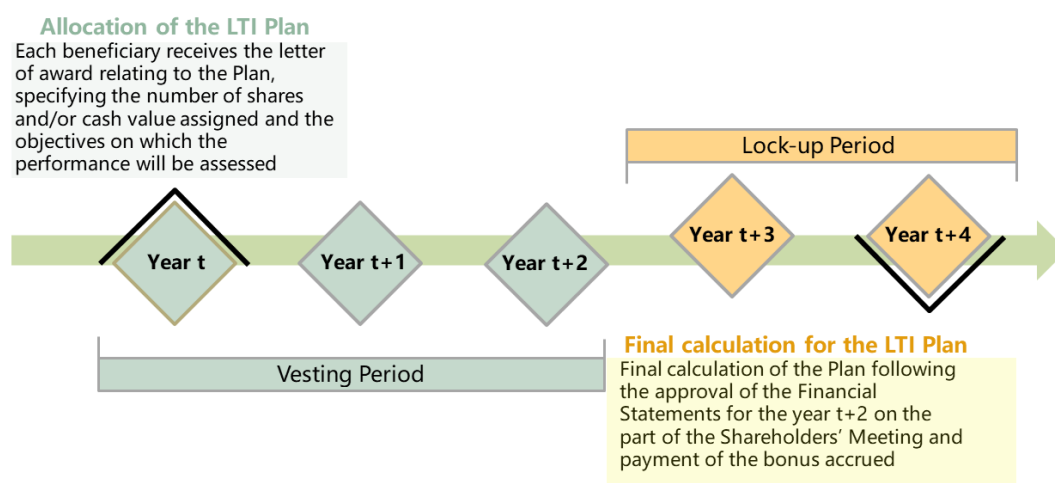 Allocation of the LTI Plan
Each beneficiary receives the letter
of award relating to the Plan,
specifying the number of shares
and/or cash value assigned and the
objectives on which the
performance will be assessed
Lock-up Period
Year t
Year t+1
Year t+2
Year t+3
Year t+4
Vesting Period
Final calculation for the LTI Plan
Final calculation of the Plan following
the approval of the Financial
Statements for the year t+2 on the
part of the Shareholders’ Meeting and
payment of the bonus accrued